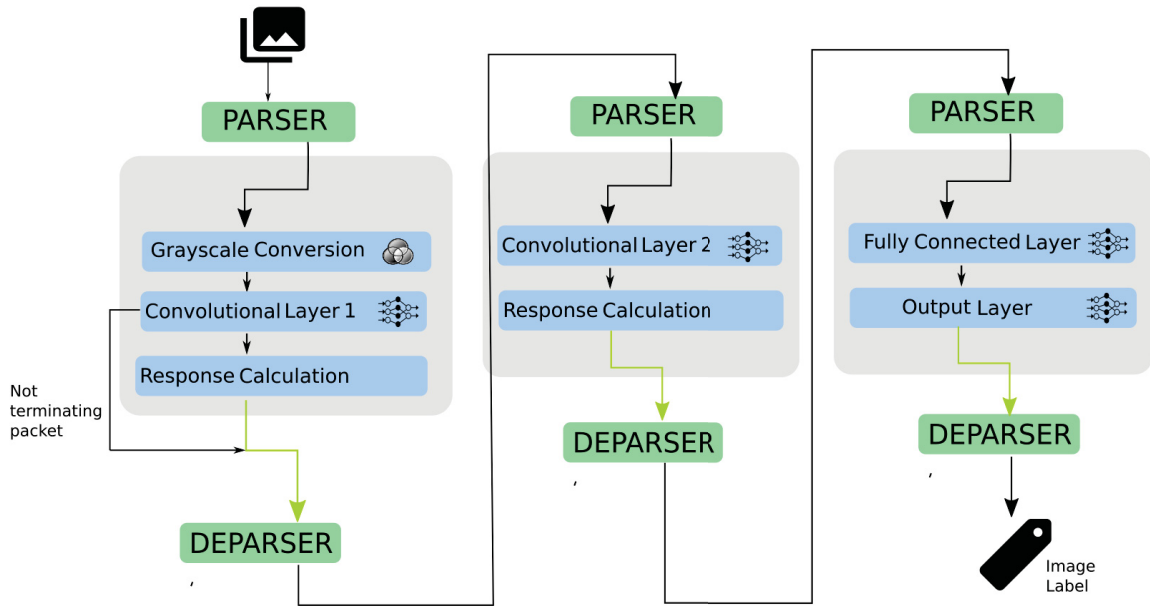 PARSER
Grayscale Conversion
Convolutional Layer 1
Response Calculation
Not
terminating
packet
DEPARSER
,
PARSER
Convolutional Layer 2
Response Calculation
DEPARSER
,
PARSER
Fully Connected Layer
Output Layer
DEPARSER
,
Image
Label